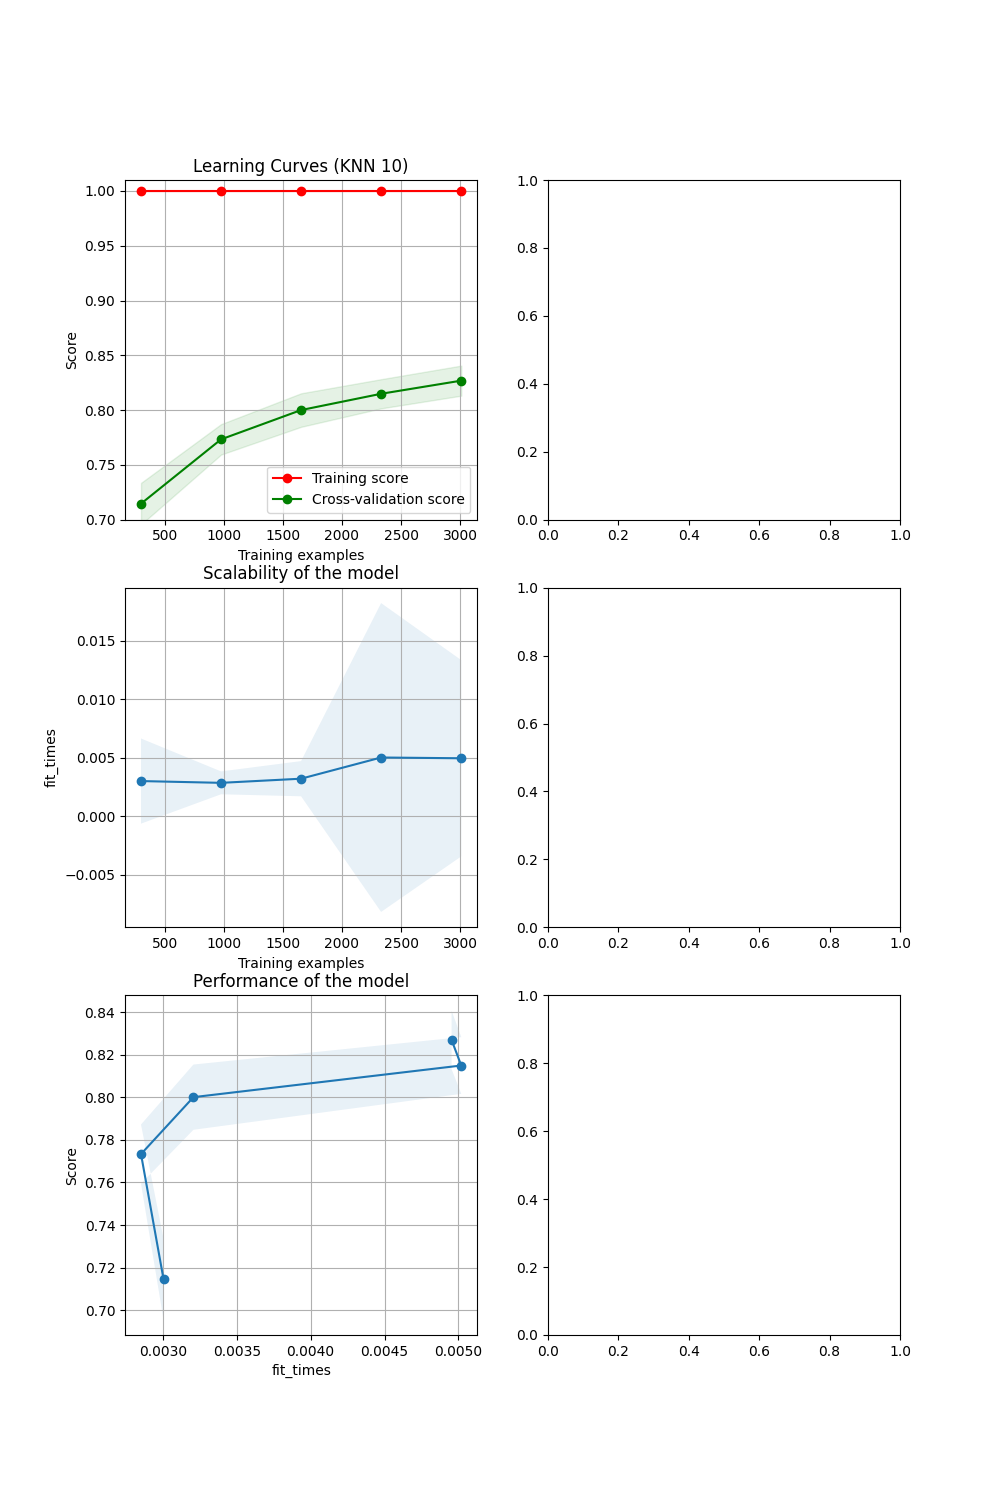 Learning Curves (KNN 10)
1.00
0.95
0.90
0.85
0.80
0.75
0.70
Score
Training score
Cross-validation score
500 1000 1500 2000 2500 3000
Training examples
1.0
0.8
0.6
0.4
0.2
0.0
0.0 0.2 0.4 0.6 0.8 1.0
Scalability of the model
0.015
0.010
0.005
0.000
−0.005
fit_times
500 1000 1500 2000 2500 3000
Training examples
1.0
0.8
0.6
0.4
0.2
0.0
0.0 0.2 0.4 0.6 0.8 1.0
Performance of the model
0.84
0.82
0.80
0.78
0.76
0.74
0.72
0.70
Score
0.0030 0.0035 0.0040 0.0045 0.0050
fit_times
1.0
0.8
0.6
0.4
0.2
0.0
0.0 0.2 0.4 0.6 0.8 1.0